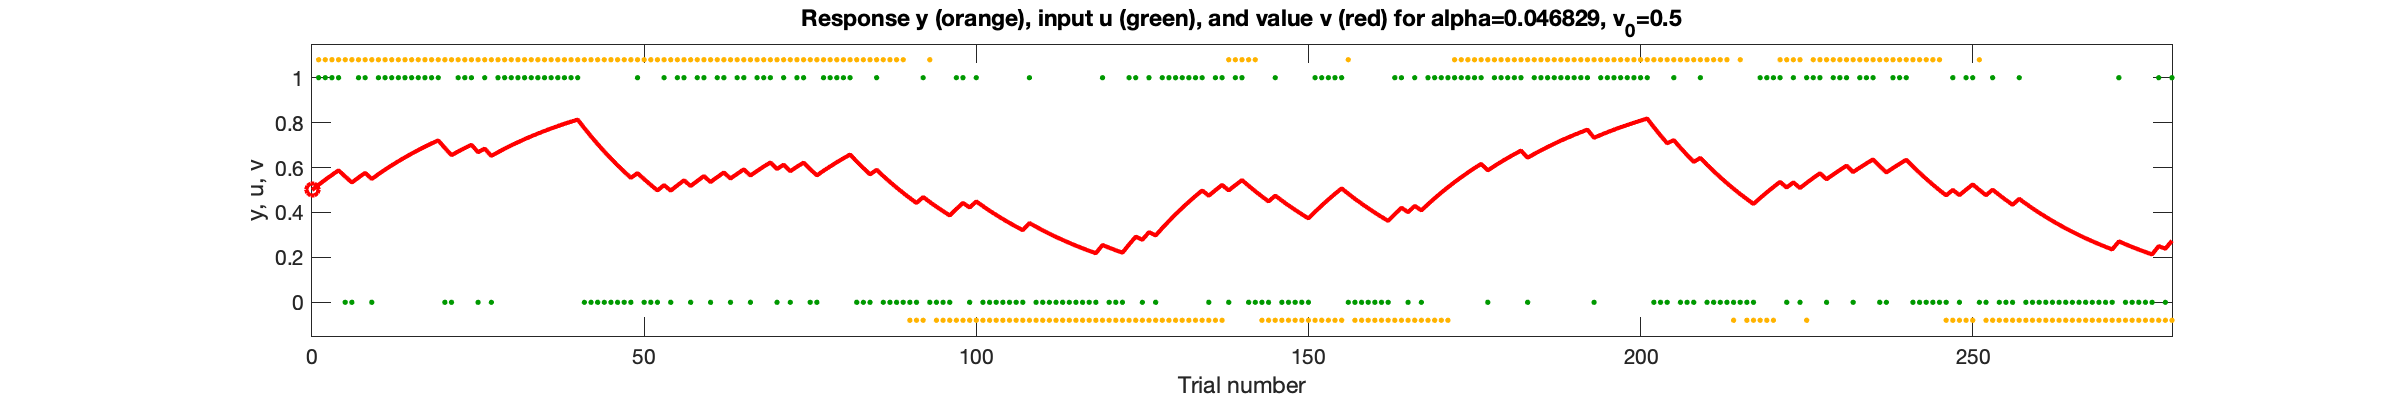 Response y (orange), input u (green), and value v (red) for alpha=0.046829, v_0=0.5
y, u, v
1
0.8
0.6
0.4
0.2
0
0 50 100 150 200 250
Trial number